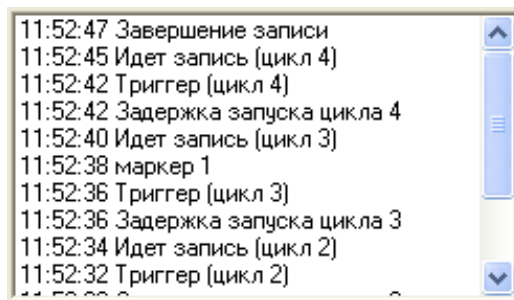 11:52:47 Завершение записи
11:52:45 Идет запись (цикл 4)
11:52:42 Триггер (цикл 4)
11:52:42 Задержка запуска цикла 4
11:52:40 Идет запись (цикл 3)
11:52:38 маркер 1
11:52:36 Триггер (цикл 3)
11:52:36 Задержка запуска цикла 3
11:52:34 Идет запись (цикл 2)
11:52:32 Триггер (цикл 2)